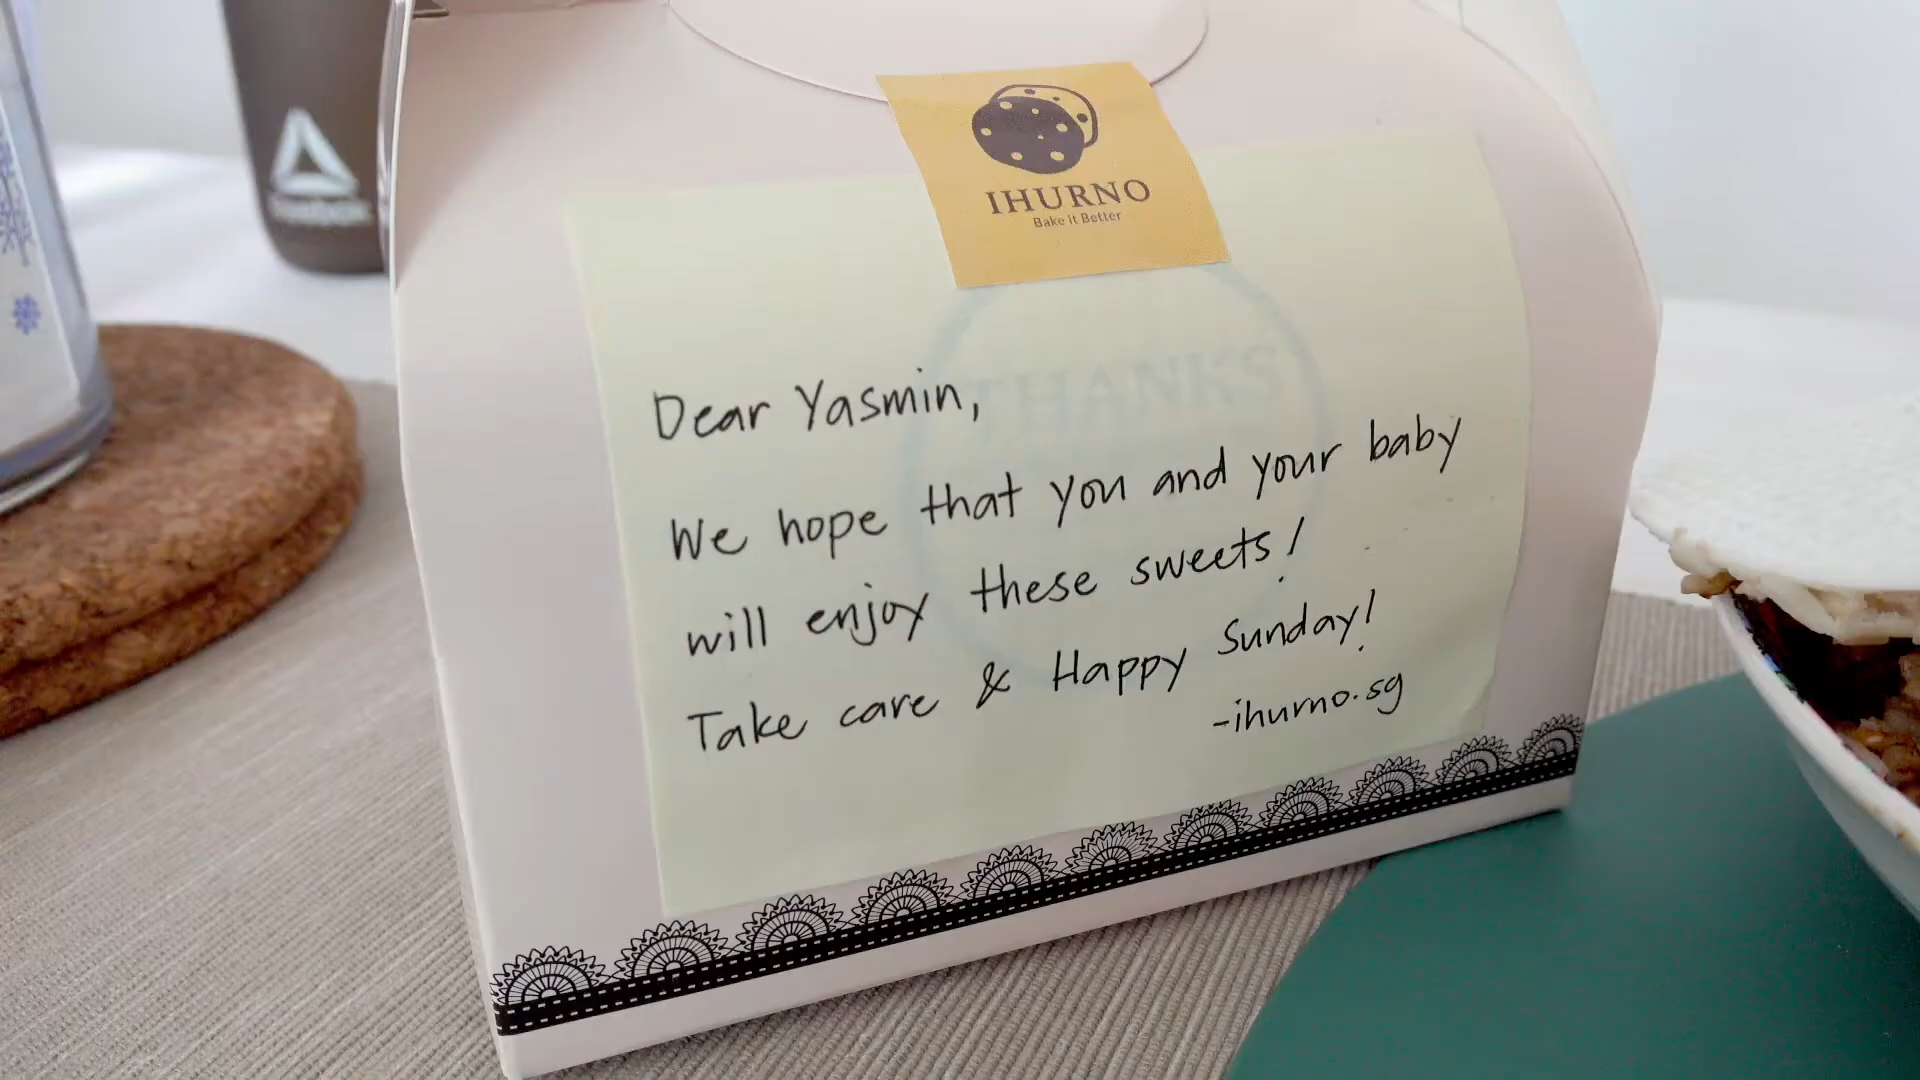 IHURNO
Bake It Better
THANKS
Dear Yasmin,
We hope that you and your baby
will enjoy these sweets!
Take care & Happy Sunday!
-ihurno.sg